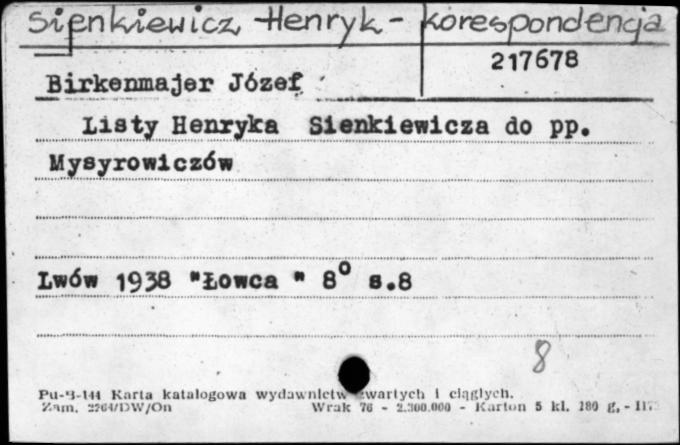 Sienkiewicz Henryk - korespondencja
217678
Birkenmajer Józef
Listy Henryka Sienkiewicza do pp.
Mysyrowiczów
Lwów 1938 "Łowca " 8° s.8
8
Pu-B-144 Karta katalogowa wydawnictw zwartych i ciągłych.
Zam. 2264/DW/On Wrak 76 - 2.300.000 - Karton 5 kl. 180 g. -